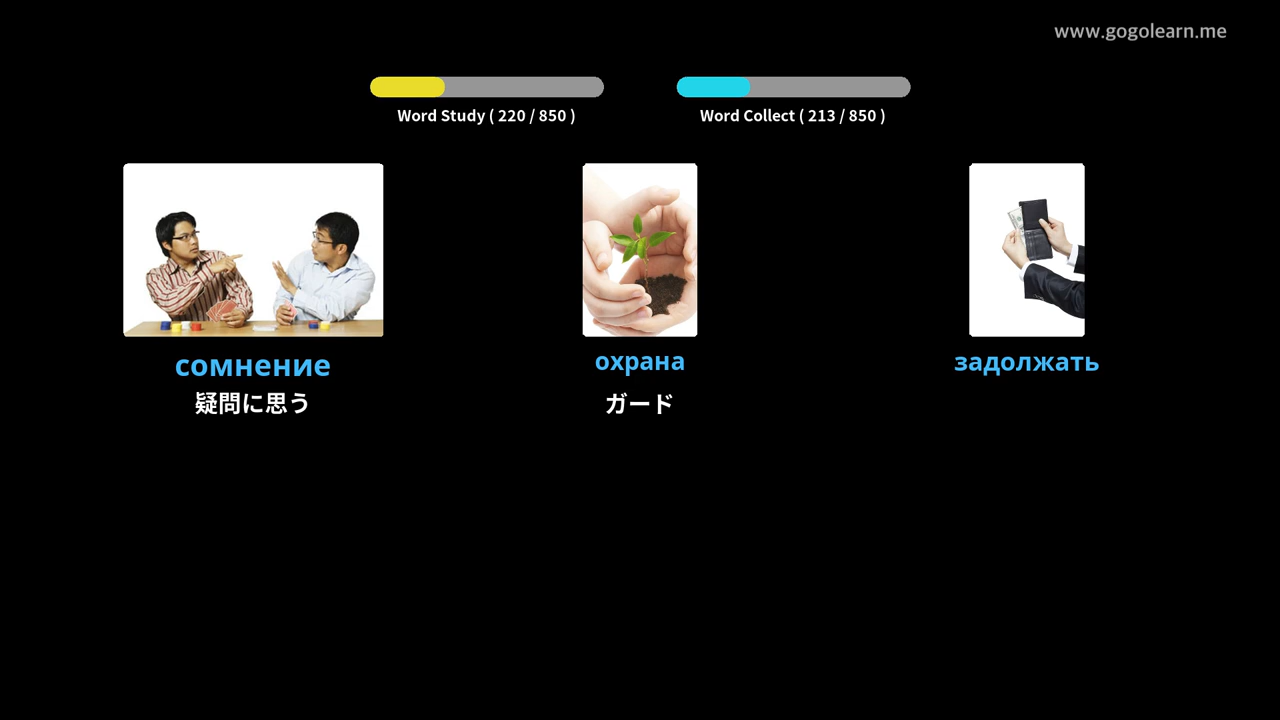 www.gogolearn.me
Word Study ( 220 / 850 )
Word Collect ( 213 / 850 )
сомнение
疑問に思う
охрана
ガード
задолжать